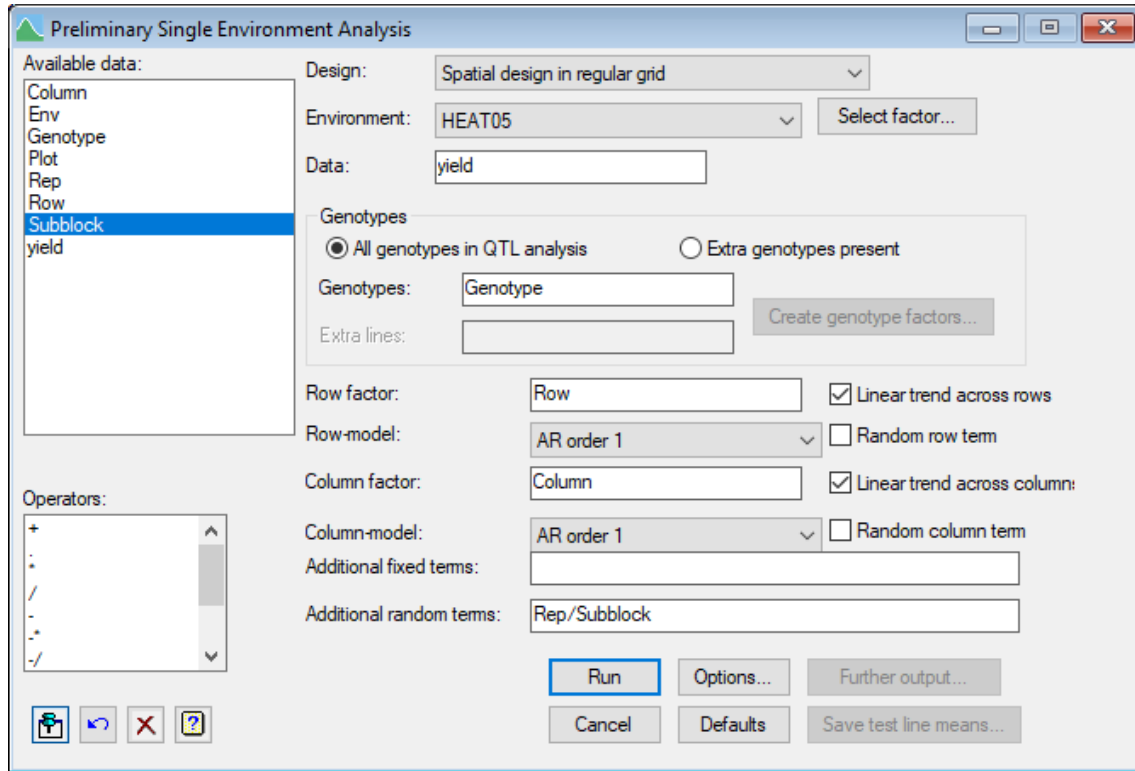 Preliminary Single Environment Analysis
Available data:
Column
Env
Genotype
Plot
Rep
Row
Subblock
yield
Operators:
+
.
*
/
-
-*
-/
Design:
Spatial design in regular grid
Environment:
HEAT05
Select factor...
Data:
yield
Genotypes
All genotypes in QTL analysis
Extra genotypes present
Genotypes:
Genotype
Create genotype factors...
Extra lines:
Row factor:
Row
Linear trend across rows
Row-model:
AR order 1
Random row term
Column factor:
Column
Linear trend across columns
Column-model:
AR order 1
Random column term
Additional fixed terms:
Additional random terms:
Rep/Subblock
Run
Options...
Further output...
Cancel
Defaults
Save test line means...